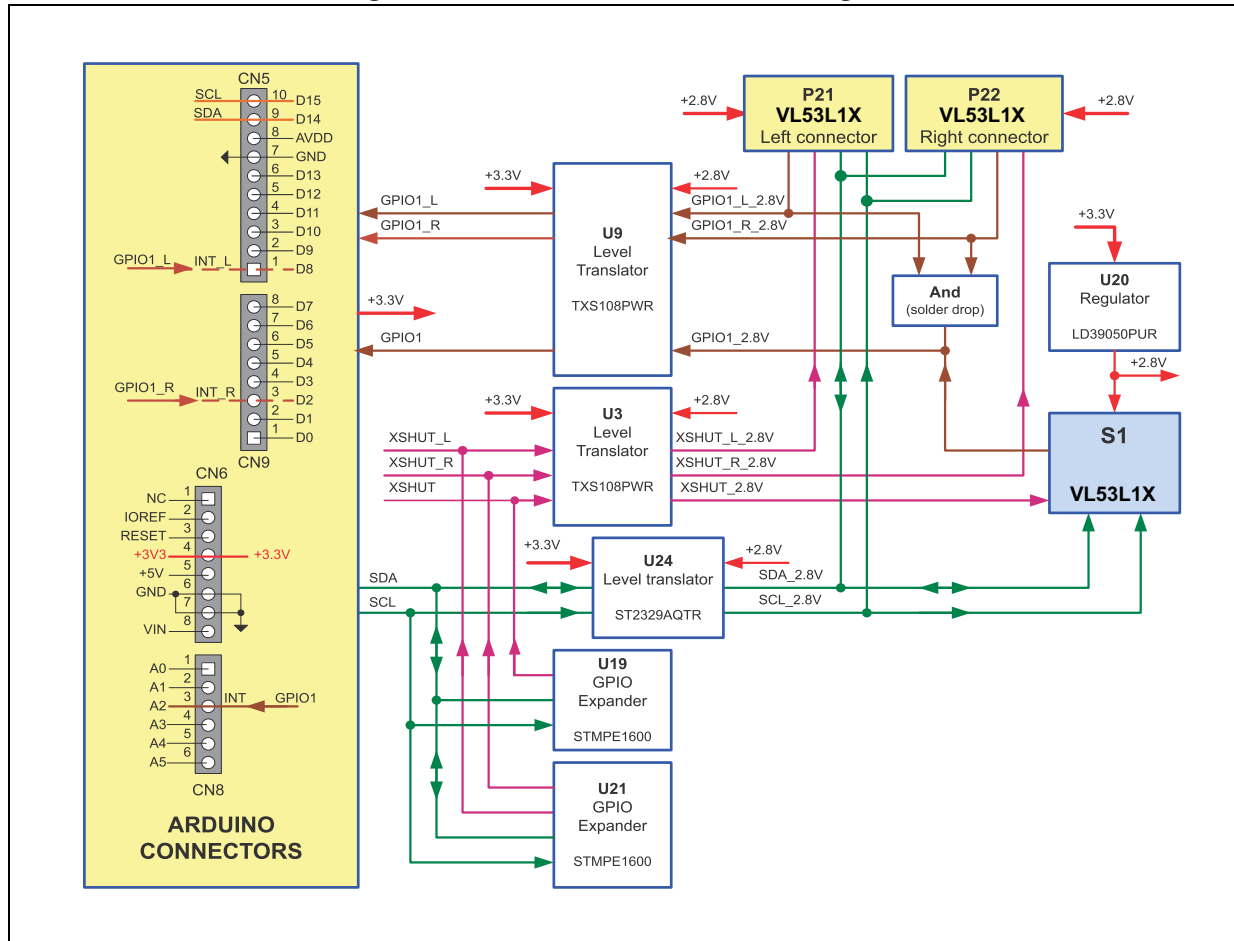 CN5
SCL
10
D15
SDA
9
D14
8
AVDD
7
GND
6
D13
5
D12
4
D11
3
D10
2
D9
GPIO1_L
INT_L
1
D8
8
D7
7
D6
6
D5
5
D4
4
D3
GPIO1_R
INT_R
3
D2
2
D1
1
D0
CN9
CN6
NC
1
IOREF
2
RESET
3
+3V3
4
+3.3V
+5V
5
GND
6
7
VIN
8
A0
1
A1
2
A2
3
INT
GPIO1
A3
4
A4
5
A5
6
CN8
ARDUINO
CONNECTORS
+3.3V
GPIO1_L
GPIO1_R
+3.3V
GPIO1
U9
Level
Translator
TXS108PWR
+2.8V
GPIO1_L_2.8V
GPIO1_R_2.8V
GPIO1_2.8V
+2.8V
P21
VL53L1X
Left connector
P22
VL53L1X
Right connector
+2.8V
And
(solder drop)
+3.3V
U20
Regulator
LD39050PUR
+2.8V
S1
VL53L1X
+3.3V
XSHUT_L
XSHUT_R
XSHUT
U3
Level
Translator
TXS108PWR
+2.8V
XSHUT_L_2.8V
XSHUT_R_2.8V
XSHUT_2.8V
+3.3V
SDA
SCL
U24
Level translator
ST2329AQTR
+2.8V
SDA_2.8V
SCL_2.8V
U19
GPIO
Expander
STMPE1600
U21
GPIO
Expander
STMPE1600